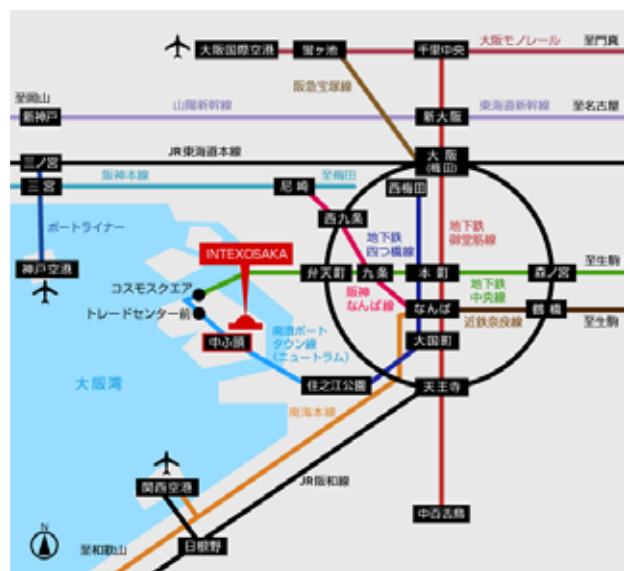 大阪国際空港
蛍ヶ池
千里中央
大阪モノレール
至門真
阪急宝塚線
至岡山
新神戸
山陽新幹線
新大阪
東海道新幹線
至名古屋
三ノ宮
JR東海道本線
大阪
(梅田)
三宮
阪神本線
至梅田
尼崎
西梅田
西九条
ポートライナー
地下鉄
四つ橋線
地下鉄
御堂筋線
INTEXOSAKA
神戸空港
弁天町
九条
本町
森ノ宮
至生駒
コスモスクエア
阪神
なんば線
地下鉄
中央線
トレードセンター前
なんば
鶴橋
近鉄奈良線
至生駒
中ふ頭
南港ポート
タウン線
(ニュートラム)
大国町
大阪湾
住之江公園
天王寺
南海本線
関西空港
JR阪和線
中百舌鳥
N
至和歌山
日根野